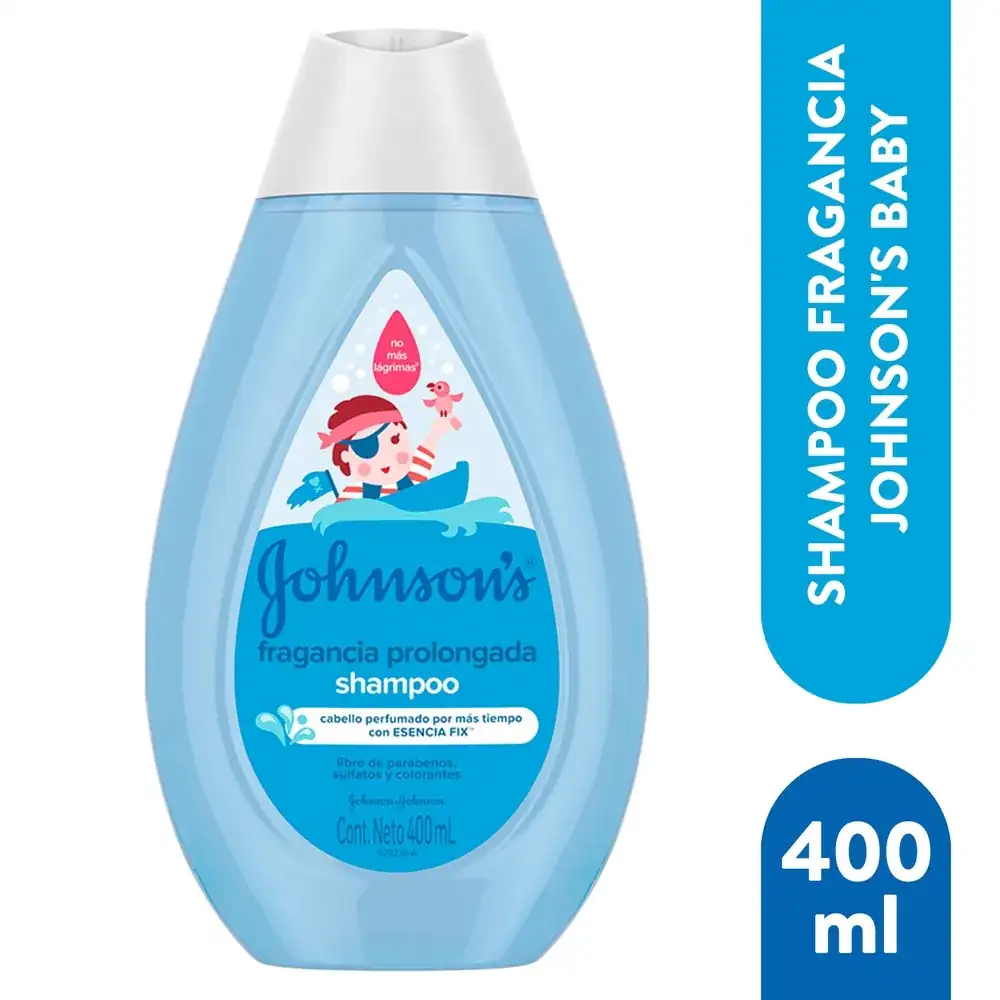 no
más
lágrimas
Johnson's®
fragancia prolongada
shampoo
cabello perfumado por más tiempo
con ESENCIA FIX™
libre de parabenos,
sulfatos y colorantes
Johnson & Johnson
Cont. Neto 400mL
SHAMPOO FRAGANCIA
JOHNSON'S BABY
400
ml